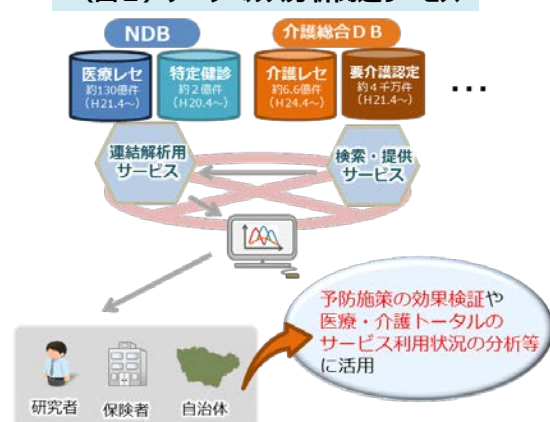 NDB
介護総合DB
医療レセ
約130億件
(H21.4～)
特定健診
約2億件
(H20.4～)
介護レセ
約6.6億件
(H24.4～)
要介護認定
約4千万件
(H21.4～)
...
連結解析用
サービス
検索・提供
サービス
予防施策の効果検証や
医療・介護トータルの
サービス利用状況の分析等
に活用
研究者
保険者
自治体